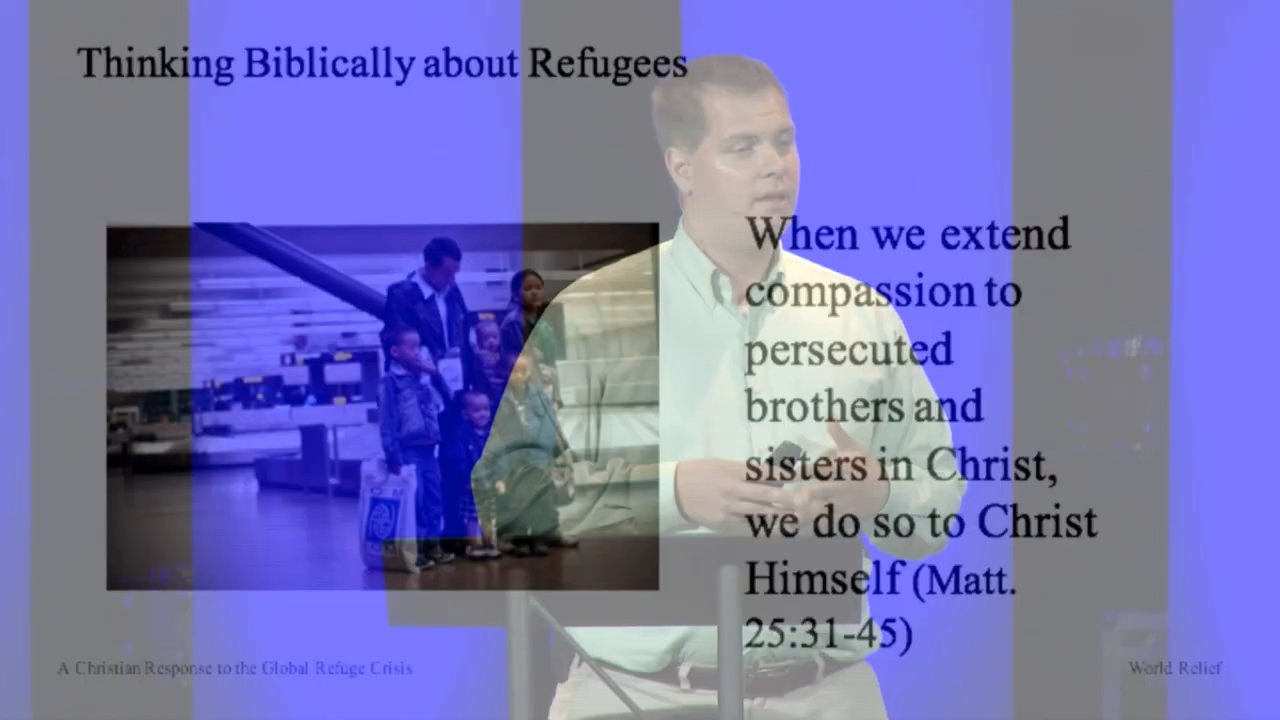 Thinking Biblically about Refugees
When we extend
compassion to
persecuted
brothers and
sisters in Christ,
we do so to Christ
Himself (Matt.
25:31-45)
A Christian Response to the Global Refuge Crisis
World Relief